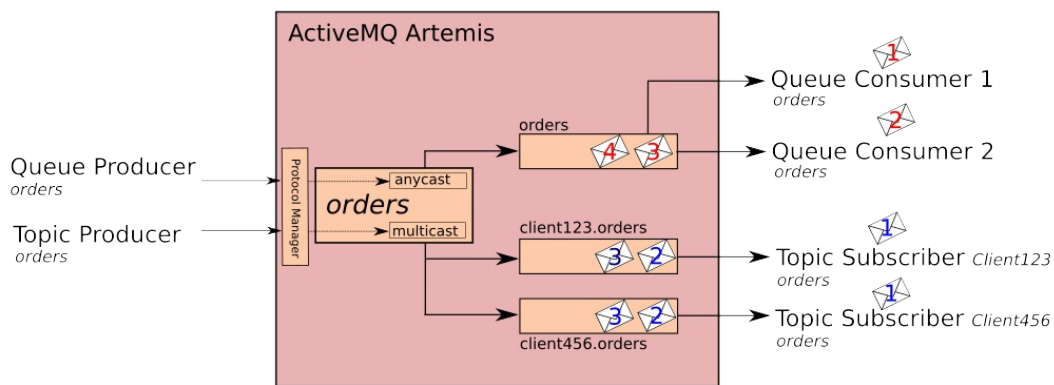 ActiveMQ Artemis
1
Queue Consumer 1
orders
2
Queue Consumer 2
orders
orders
4 3
Queue Producer
orders
Topic Producer
orders
Protocol Manager
orders
anycast
multicast
client123.orders
3 2
1
Topic Subscriber Client123
orders
3 2
client456.orders
1
Topic Subscriber Client456
orders